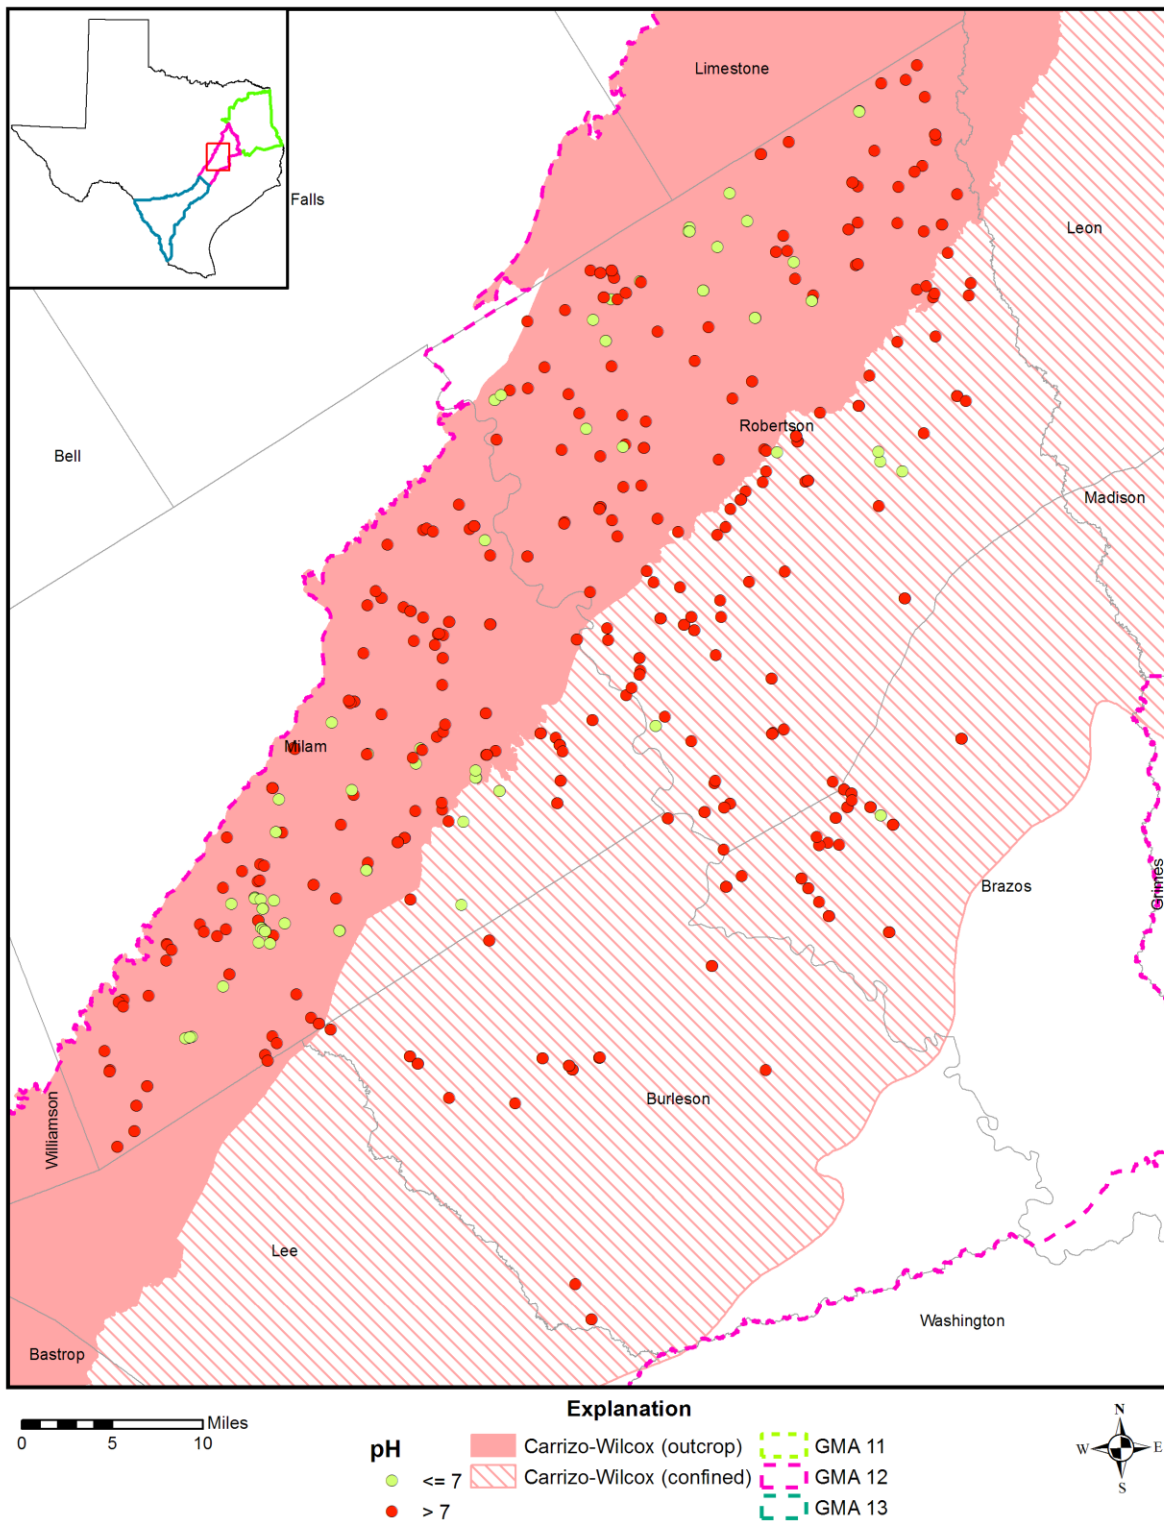 Limestone
Falls
Leon
Robertson
Bell
Madison
Milam
Grimes
Brazos
Williamson
Burleson
Lee
Washington
Bastrop
Explanation
Miles
0 5 10
pH
<= 7
> 7
Carrizo-Wilcox (outcrop)
Carrizo-Wilcox (confined)
GMA 11
GMA 12
GMA 13
N
W E
S